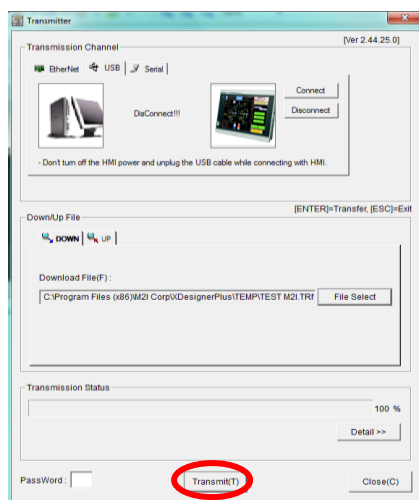 Transmitter
[Ver 2.44.25.0]
Transmission Channel
EtherNet USB Serial
Connect
DisConnect!!!
Disconnect
- Don't turn off the HMI power and unplug the USB cable while connecting with HMI.
[ENTER]=Transfer, [ESC]=Exit
Down/Up File
DOWN UP
Download File(F) :
C:\Program Files (x86)\M2I Corp\XDesignerPlus\TEMP\TEST M2I.TRM File Select
Transmission Status
100 %
Detail >>
PassWord : Transmit(T) Close(C)